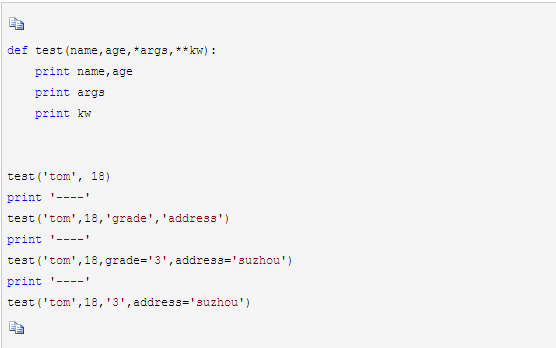 def test(name,age,*args,**kw):
    print name,age
    print args
    print kw
test('tom', 18)
print '----'
test('tom',18,'grade','address')
print '----'
test('tom',18,grade='3',address='suzhou')
print '----'
test('tom',18,'3',address='suzhou')